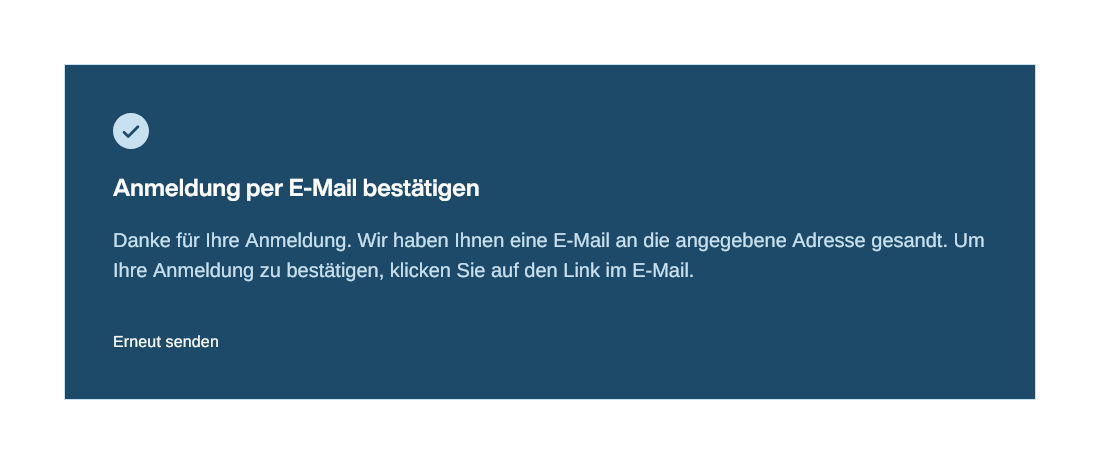 Anmeldung per E-Mail bestätigen
Danke für Ihre Anmeldung. Wir haben Ihnen eine E-Mail an die angegebene Adresse gesandt. Um
Ihre Anmeldung zu bestätigen, klicken Sie auf den Link im E-Mail.
Erneut senden